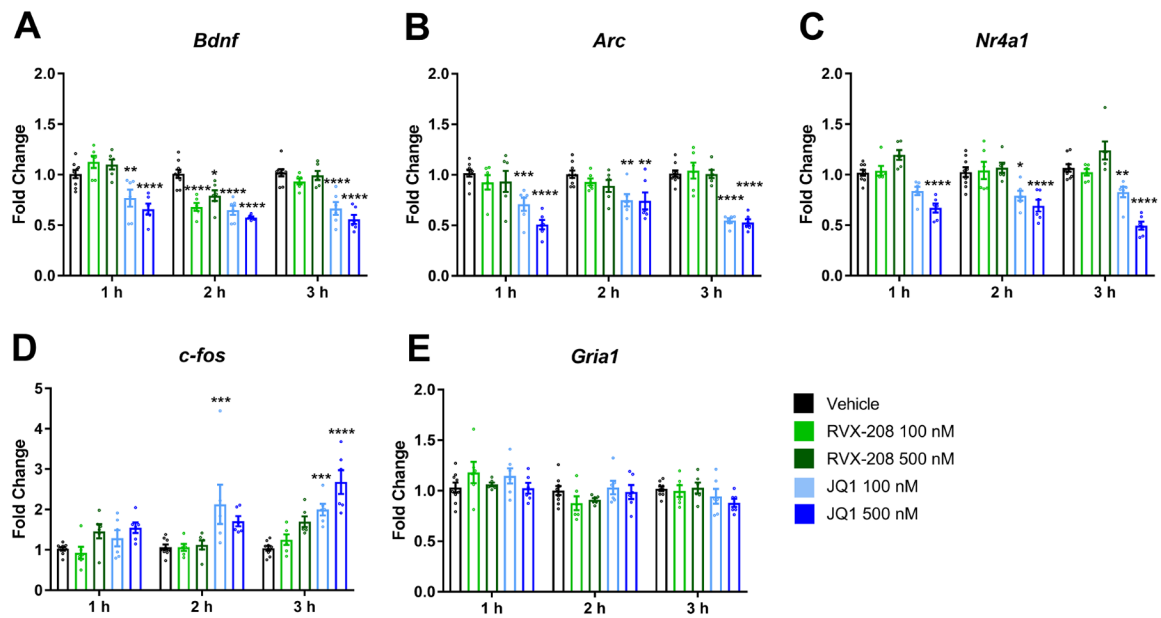 A
Bdnf
Fold Change
2.0
1.5
1.0
0.5
0.0
**
****
****
*
****
****
****
****
1 h
2 h
3 h
B
Arc
Fold Change
2.0
1.5
1.0
0.5
0.0
***
****
**
**
****
****
1 h
2 h
3 h
C
Nr4a1
Fold Change
2.0
1.5
1.0
0.5
0.0
****
*
****
**
****
1 h
2 h
3 h
D
c-fos
Fold Change
5
4
3
2
1
0
***
***
****
1 h
2 h
3 h
E
Gria1
Fold Change
2.0
1.5
1.0
0.5
0.0
1 h
2 h
3 h
Vehicle
RVX-208 100 nM
RVX-208 500 nM
JQ1 100 nM
JQ1 500 nM